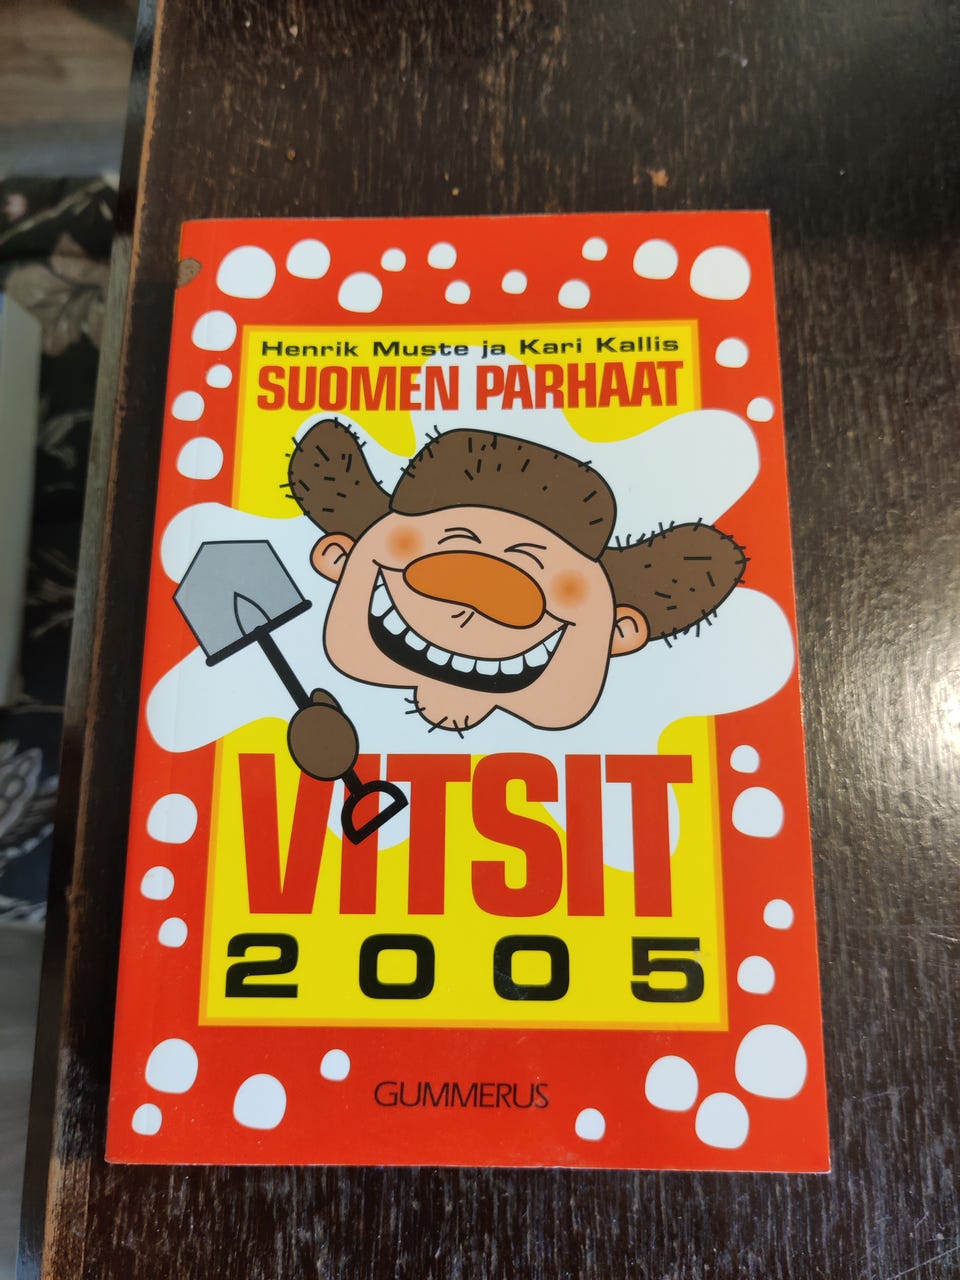 Henrik Muste ja Kari Kallis
SUOMEN PARHAAT
VITSIT
2005
GUMMERUS